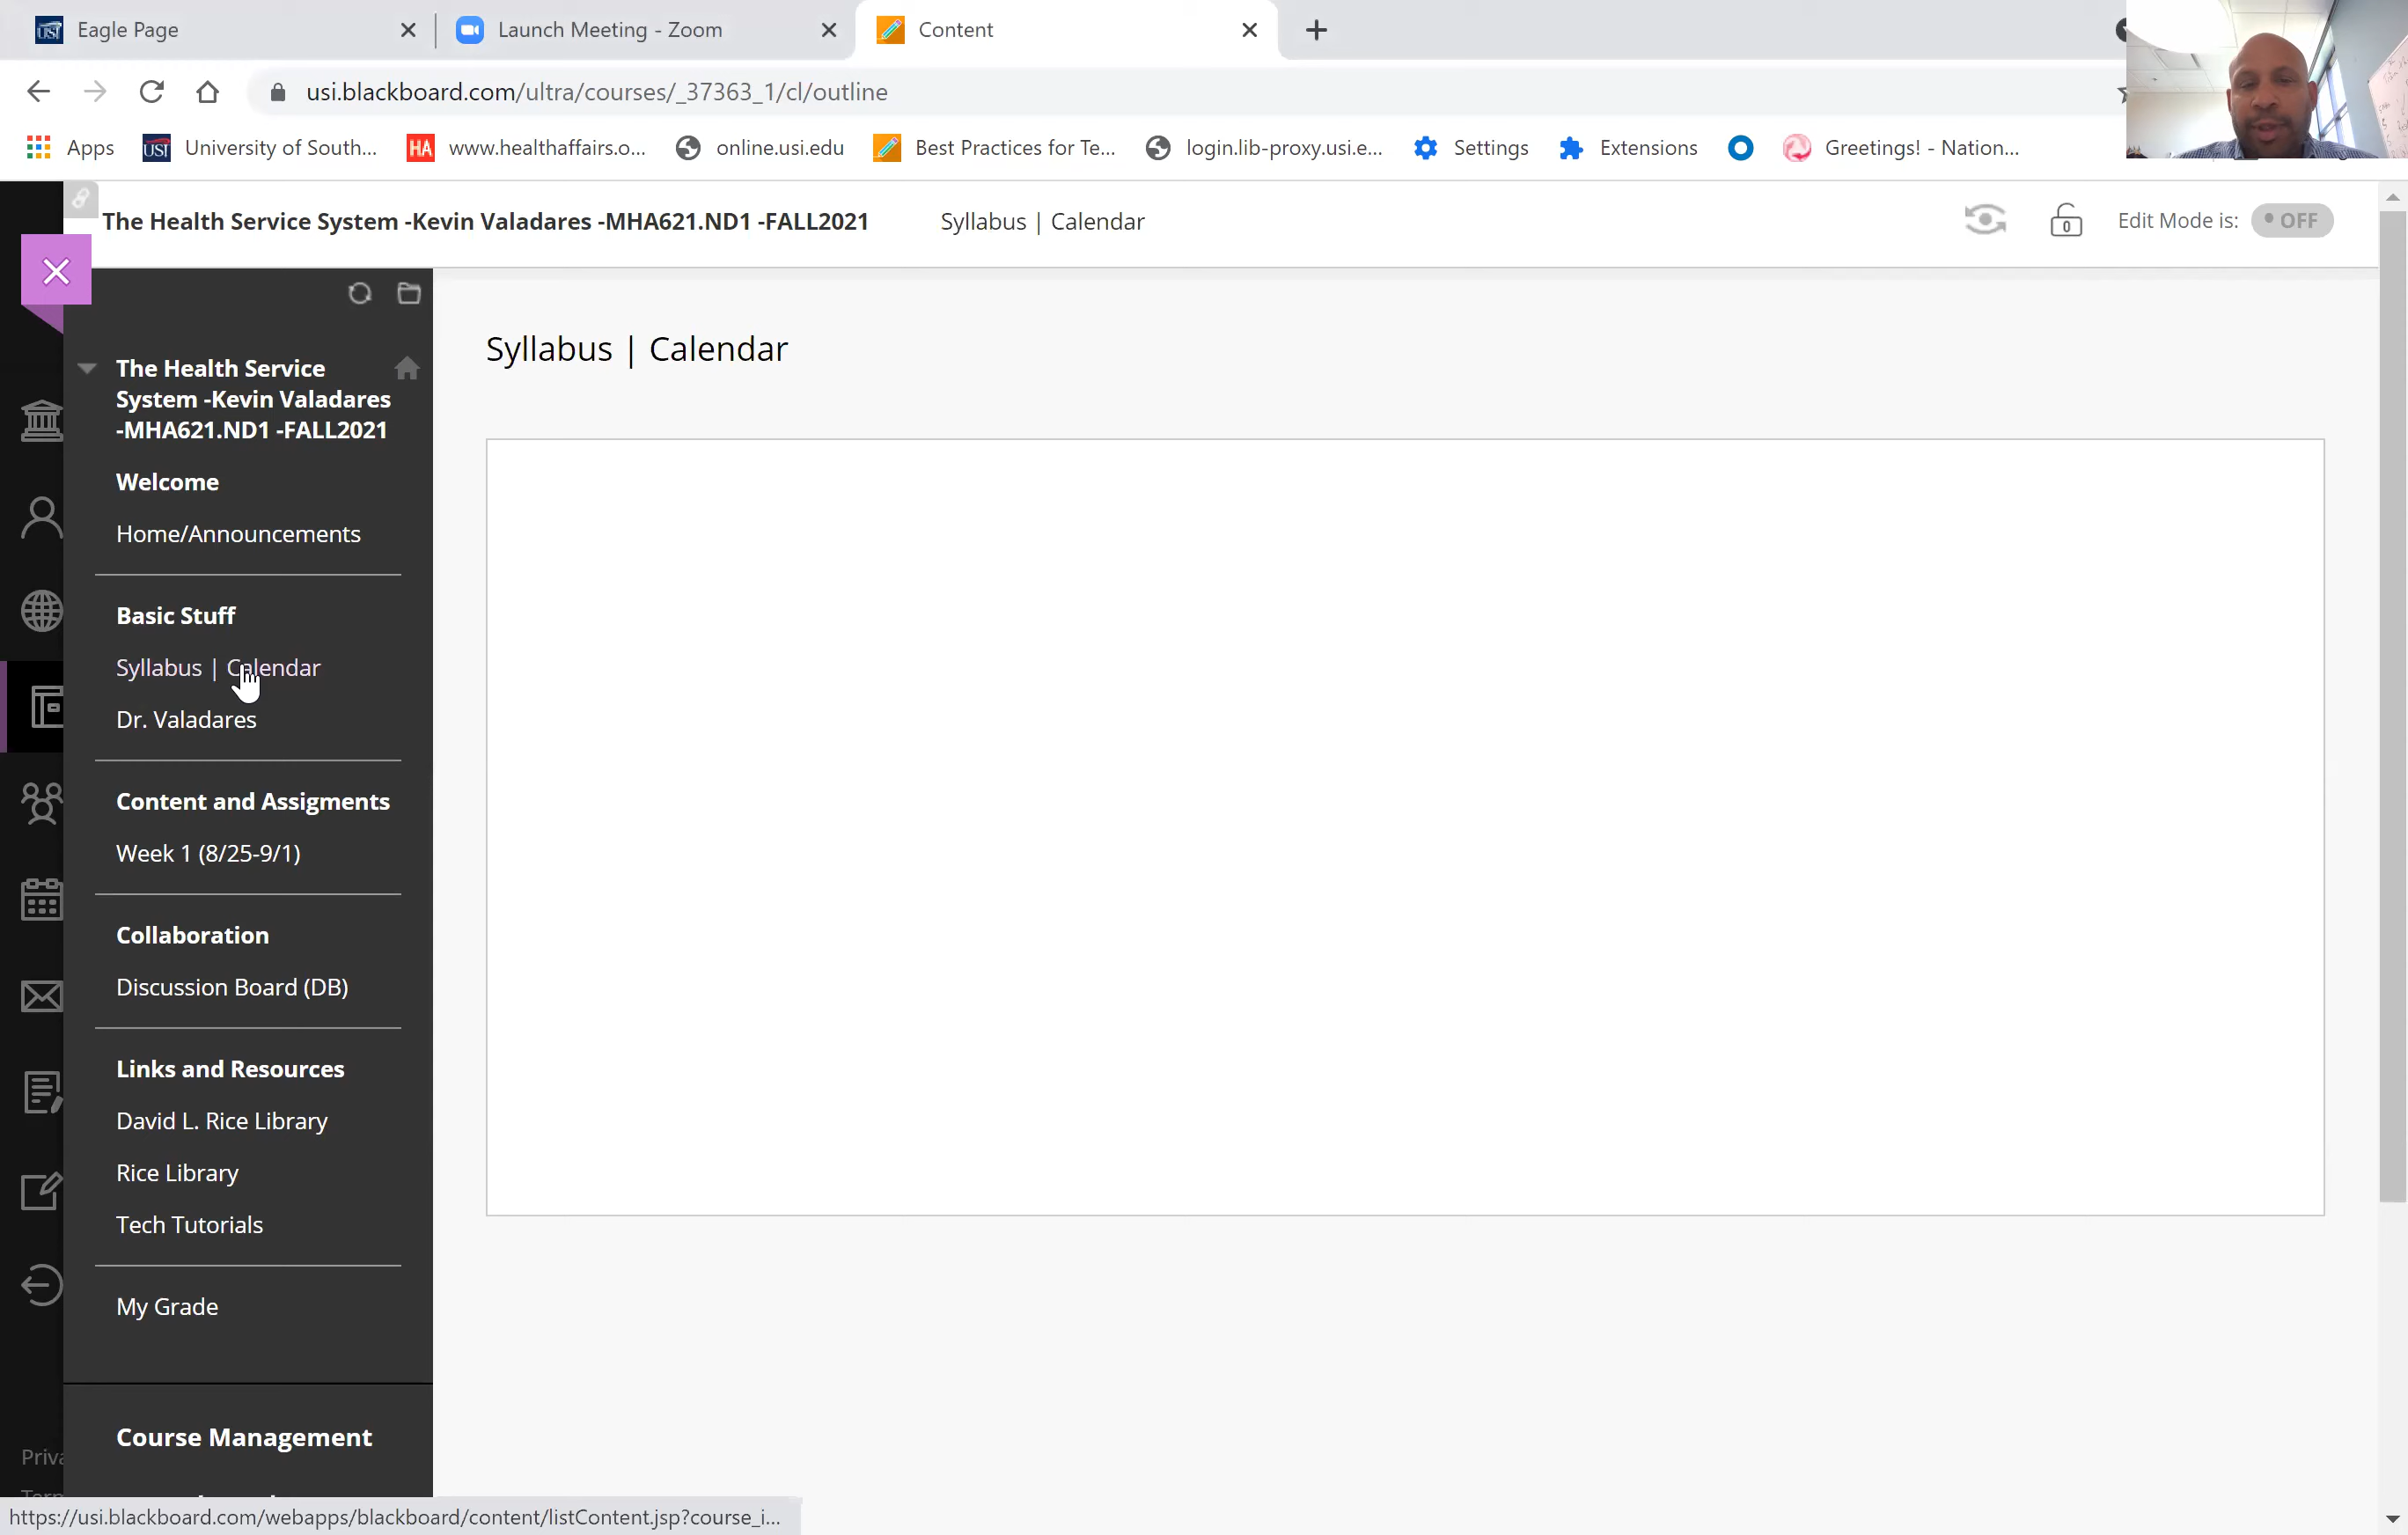 Eagle Page
Launch Meeting - Zoom
Content
usi.blackboard.com/ultra/courses/_37363_1/cl/outline
Apps
USI
University of South...
HA
www.healthaffairs.o...
online.usi.edu
Best Practices for Te...
login.lib-proxy.usi.e...
Settings
Extensions
Greetings! - Nation...
The Health Service System -Kevin Valadares -MHA621.ND1 -FALL2021
Syllabus | Calendar
Edit Mode is:
OFF
The Health Service
System -Kevin Valadares
-MHA621.ND1 -FALL2021
Welcome
Home/Announcements
Basic Stuff
Syllabus | Calendar
Dr. Valadares
Content and Assigments
Week 1 (8/25-9/1)
Collaboration
Discussion Board (DB)
Links and Resources
David L. Rice Library
Rice Library
Tech Tutorials
My Grade
Course Management
Syllabus | Calendar
Priva
https://usi.blackboard.com/webapps/blackboard/content/listContent.jsp?course_i...